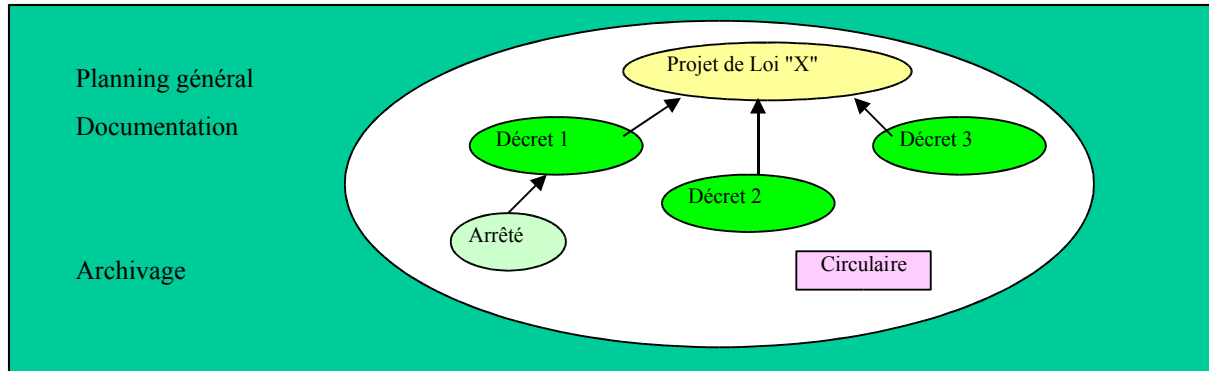 Projet de Loi "X"
Planning général
Documentation
Décret 1
Décret 3
Décret 2
Arrêté
Archivage
Circulaire